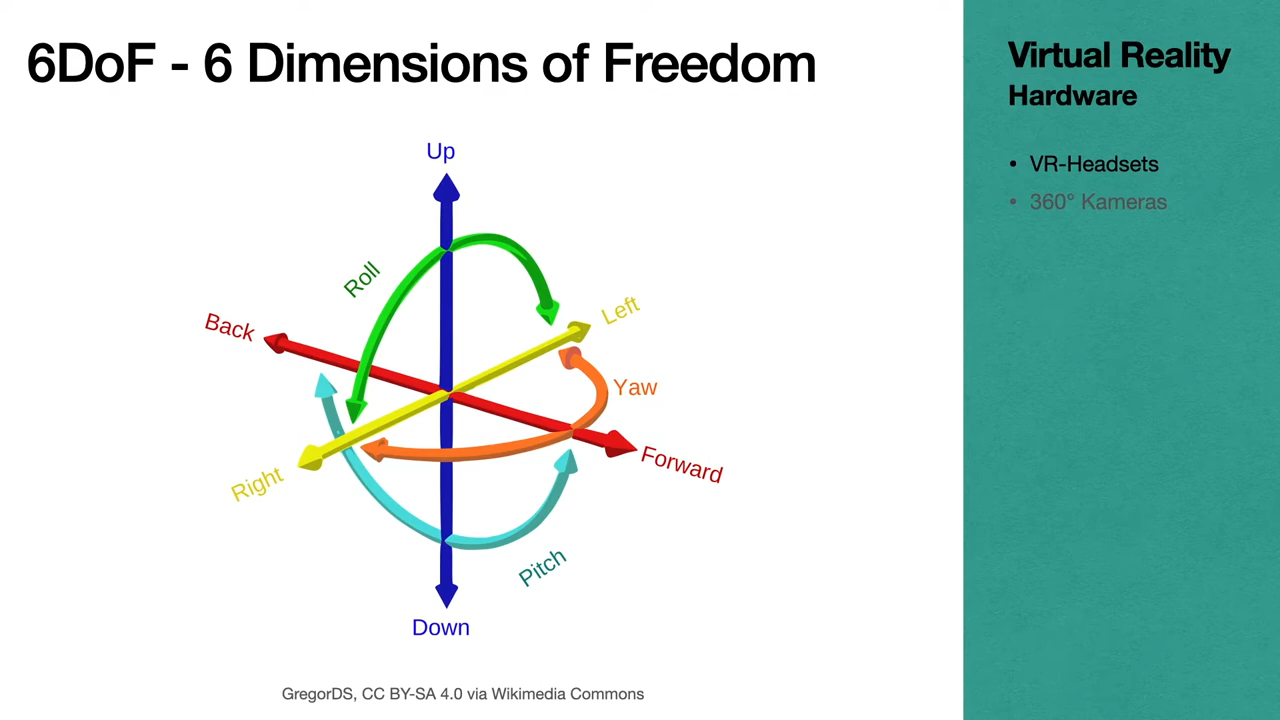 6DoF - 6 Dimensions of Freedom
Up
Roll
Left
Back
Yaw
Forward
Right
Pitch
Down
GregorDS, CC BY-SA 4.0 via Wikimedia Commons
Virtual Reality
Hardware
• VR-Headsets
• 360° Kameras